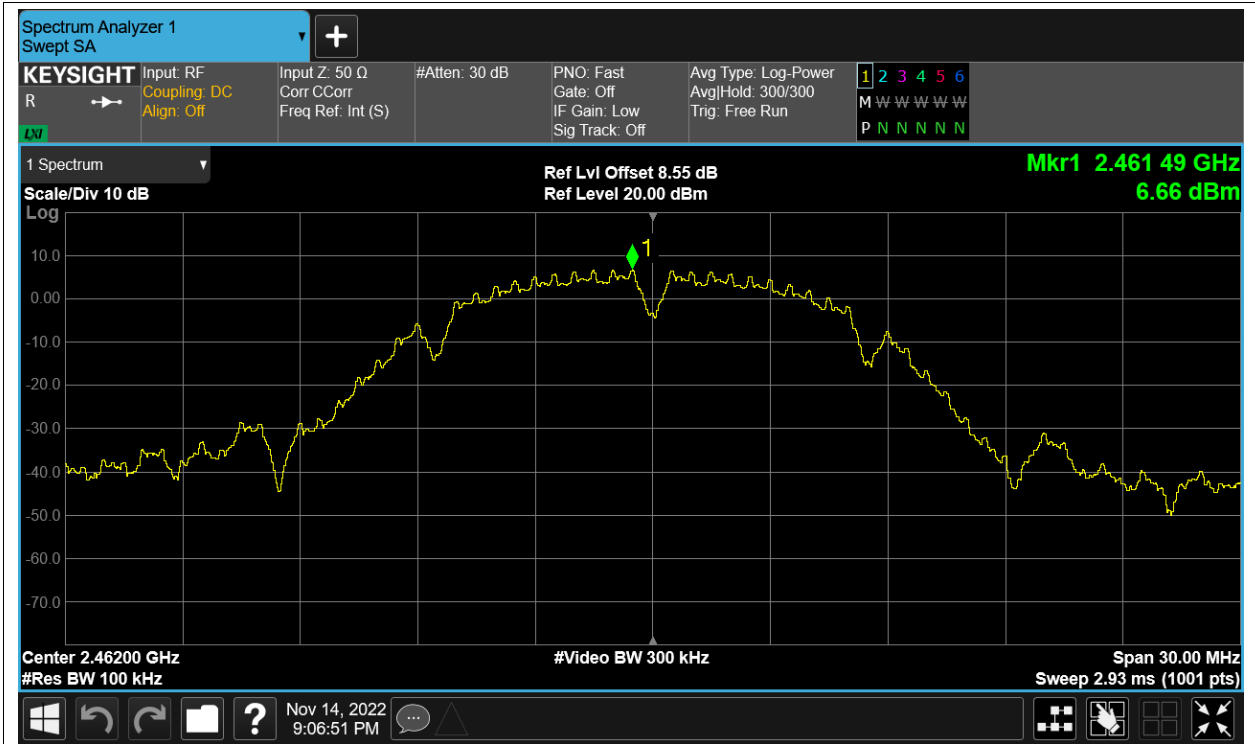 Spectrum Analyzer 1
Swept SA
KEYSIGHT
R
LXI
Input: RF
Coupling: DC
Align: Off
Input Z: 50 Ω
Corr CCorr
Freq Ref: Int (S)
#Atten: 30 dB
PNO: Fast
Gate: Off
IF Gain: Low
Sig Track: Off
Avg Type: Log-Power
Avg|Hold: 300/300
Trig: Free Run
1 2 3 4 5 6
M W W W W W
P N N N N N
1 Spectrum
Scale/Div 10 dB
Log
Ref Lvl Offset 8.55 dB
Ref Level 20.00 dBm
Mkr1 2.461 49 GHz
6.66 dBm
1
10.0
0.00
-10.0
-20.0
-30.0
-40.0
-50.0
-60.0
-70.0
Center 2.46200 GHz
#Video BW 300 kHz
Span 30.00 MHz
#Res BW 100 kHz
Sweep 2.93 ms (1001 pts)
?
Nov 14, 2022
9:06:51 PM